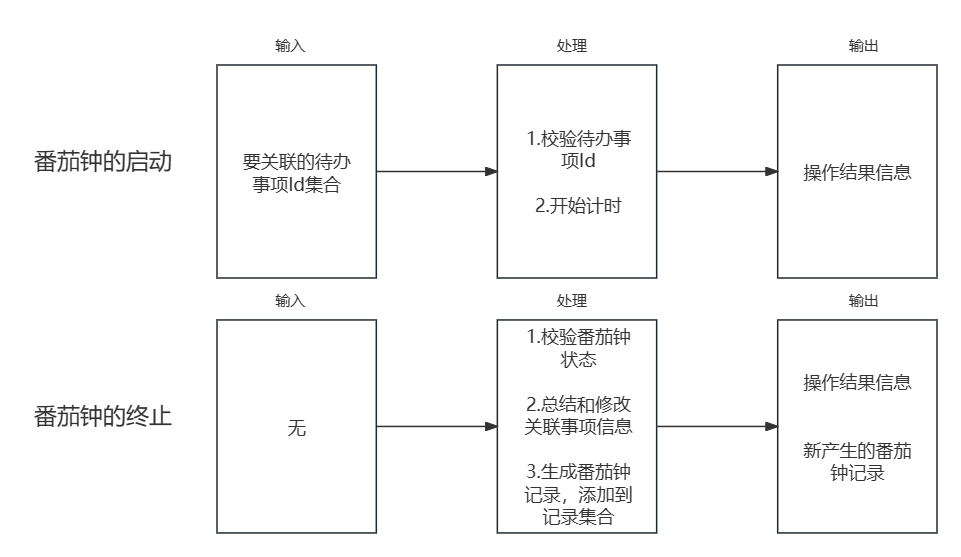 输入
处理
输出
番茄钟的启动
要关联的待办
事项Id集合
1.校验待办事
项Id
2.开始计时
操作结果信息
输入
处理
输出
番茄钟的终止
无
1.校验番茄钟
状态
2.总结和修改
关联事项信息
3.生成番茄钟
记录，添加到
记录集合
操作结果信息
新产生的番茄
钟记录